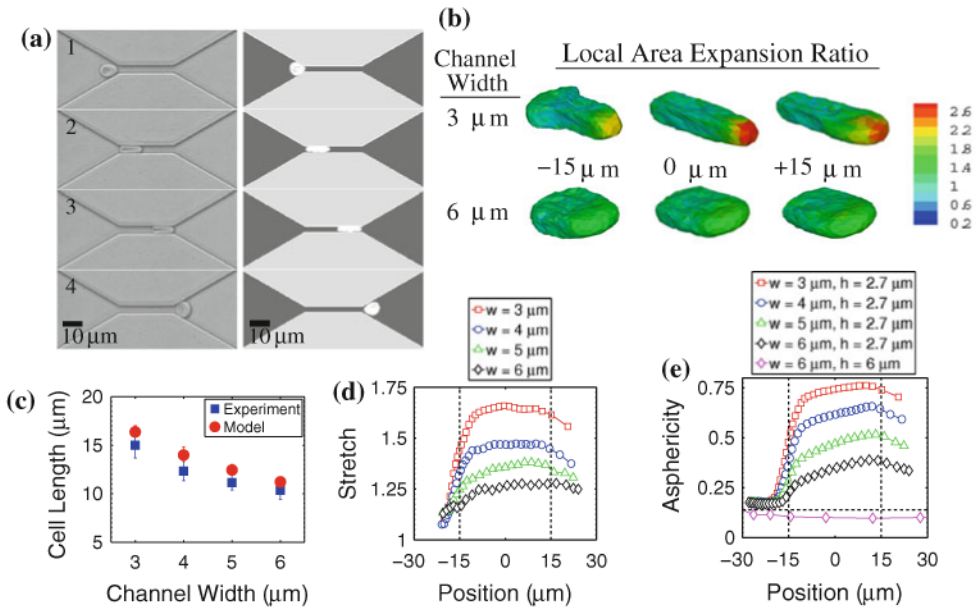 (a)
1
2
3
4
10 μm
10 μm
(b)
Channel
Width
Local Area Expansion Ratio
3 μm
−15 μm
0 μm
+15 μm
6 μm
2.6
2.2
1.8
1.4
1
0.6
0.2
(c)
20
15
10
5
Cell Length (μm)
Experiment
Model
3
4
5
6
Channel Width (μm)
w = 3 μm
w = 4 μm
w = 5 μm
w = 6 μm
(d)
1.75
1.5
1.25
1
Stretch
−30
−15
0
15
30
Position (μm)
w = 3 μm, h = 2.7 μm
w = 4 μm, h = 2.7 μm
w = 5 μm, h = 2.7 μm
w = 6 μm, h = 2.7 μm
w = 6 μm, h = 6 μm
(e)
0.75
0.5
0.25
0
Asphericity
−30
−15
0
15
30
Position (μm)